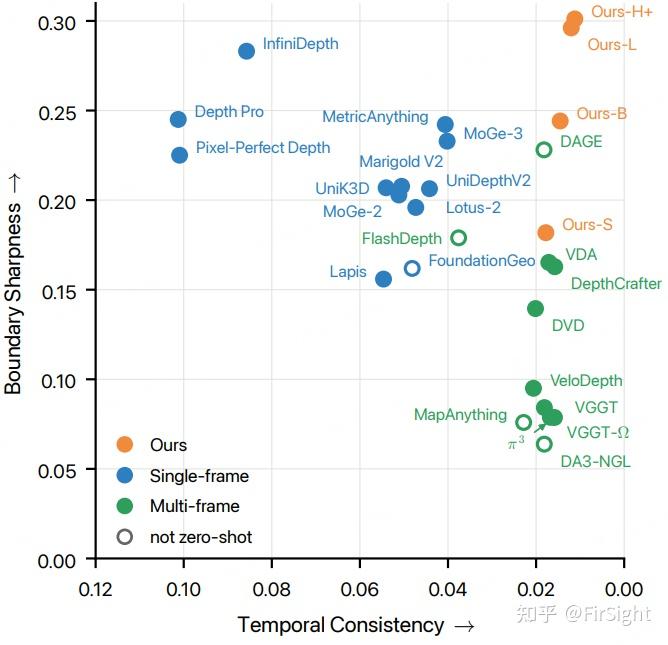 0.30
Ours-H+
InfiniDepth
Ours-L
0.25
Depth Pro
MetricAnything
Ours-B
MoGe-3
DAGE
Pixel-Perfect Depth
Marigold V2
UniK3D
UniDepthV2
0.20
MoGe-2
Lotus-2
Ours-S
FlashDepth
VDA
FoundationGeo
Lapis
DepthCrafter
0.15
DVD
0.10
VeloDepth
MapAnything
VGGT
π³
VGGT-Ω
DA3-NGL
0.05
0.00
Boundary Sharpness →
Ours
Single-frame
Multi-frame
not zero-shot
0.12 0.10 0.08 0.06 0.04 0.02 0.00
Temporal Consistency →
知乎 @FirSight